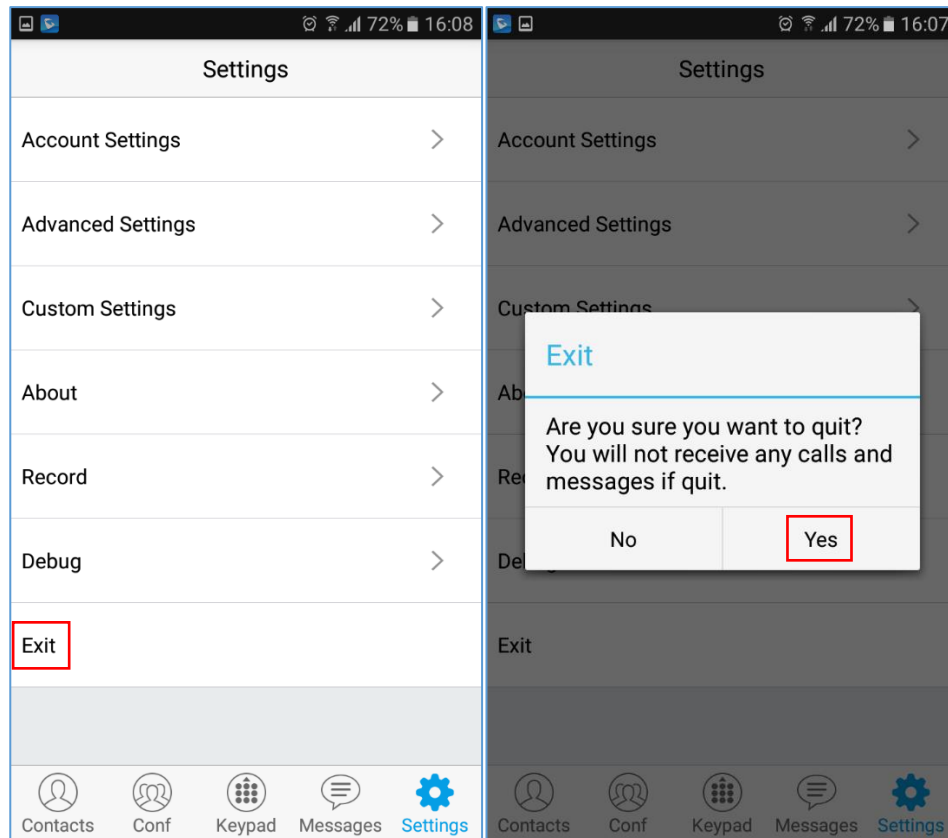 72% 16:08
Settings
Account Settings
Advanced Settings
Custom Settings
About
Record
Debug
Exit
Contacts Conf Keypad Messages Settings
72% 16:07
Settings
Account Settings
Advanced Settings
Custom Settings
Exit
Are you sure you want to quit?
You will not receive any calls and
messages if quit.
No Yes
Exit
Contacts Conf Keypad Messages Settings